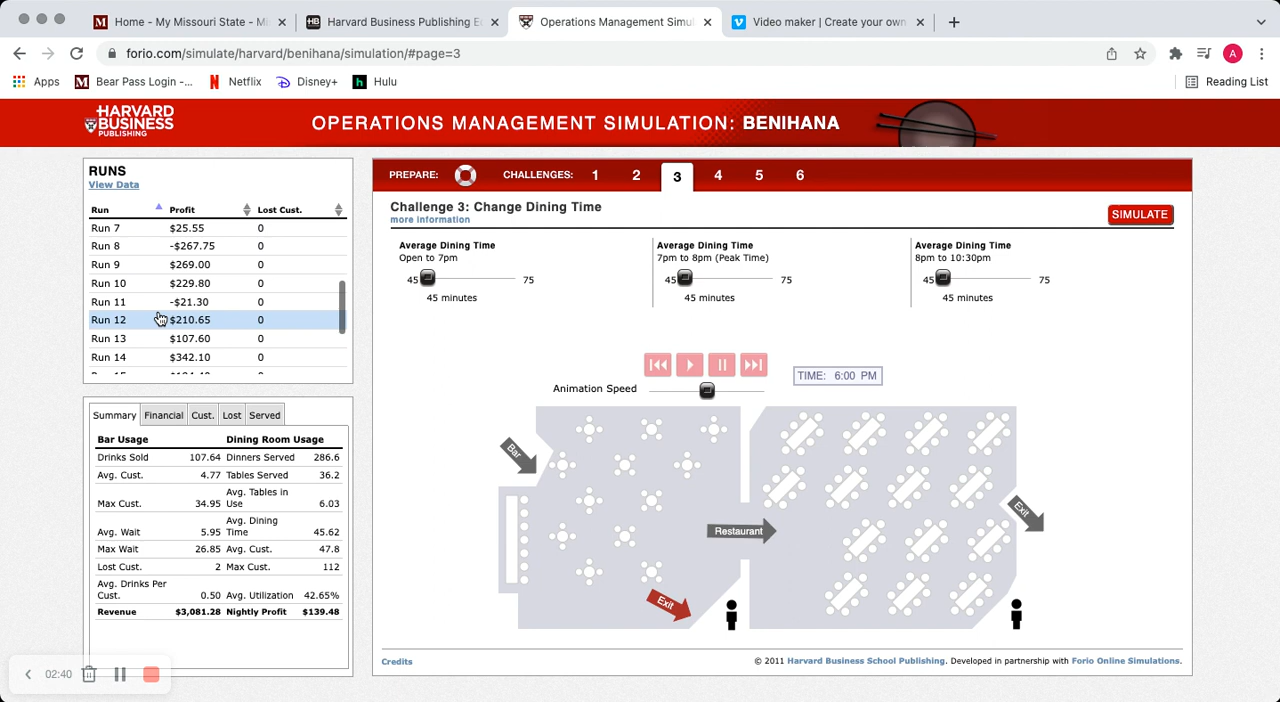 Home - My Missouri State - Mi
Harvard Business Publishing E
Operations Management Simul
Video maker | Create your own
forio.com/simulate/harvard/benihana/simulation/#page=3
A
Apps
Bear Pass Login -...
Netflix
Disney+
Hulu
Reading List
HARVARD
BUSINESS
PUBLISHING
OPERATIONS MANAGEMENT SIMULATION: BENIHANA
RUNS
View Data
Run Profit Lost Cust.
Run 7 $25.55 0
Run 8 -$267.75 0
Run 9 $269.00 0
Run 10 $229.80 0
Run 11 -$21.30 0
Run 12 $210.65 0
Run 13 $107.60 0
Run 14 $342.10 0
Summary Financial Cust. Lost Served
Bar Usage Dining Room Usage
Drinks Sold 107.64 Dinners Served 286.6
Avg. Cust. 4.77 Tables Served 36.2
Max Cust. 34.95 Avg. Tables in Use 6.03
Avg. Wait 5.95 Avg. Dining Time 45.62
Max Wait 26.85 Avg. Cust. 47.8
Lost Cust. 2 Max Cust. 112
Avg. Drinks Per Cust. 0.50 Avg. Utilization 42.65%
Revenue $3,081.28 Nightly Profit $139.48
02:40
PREPARE: CHALLENGES: 1 2 3 4 5 6
Challenge 3: Change Dining Time
more information
SIMULATE
Average Dining Time
Open to 7pm
45 75
45 minutes
Average Dining Time
7pm to 8pm (Peak Time)
45 75
45 minutes
Average Dining Time
8pm to 10:30pm
45 75
45 minutes
Animation Speed
TIME: 6:00 PM
Bar
Restaurant
Exit
Exit
Credits
© 2011 Harvard Business School Publishing. Developed in partnership with Forio Online Simulations.